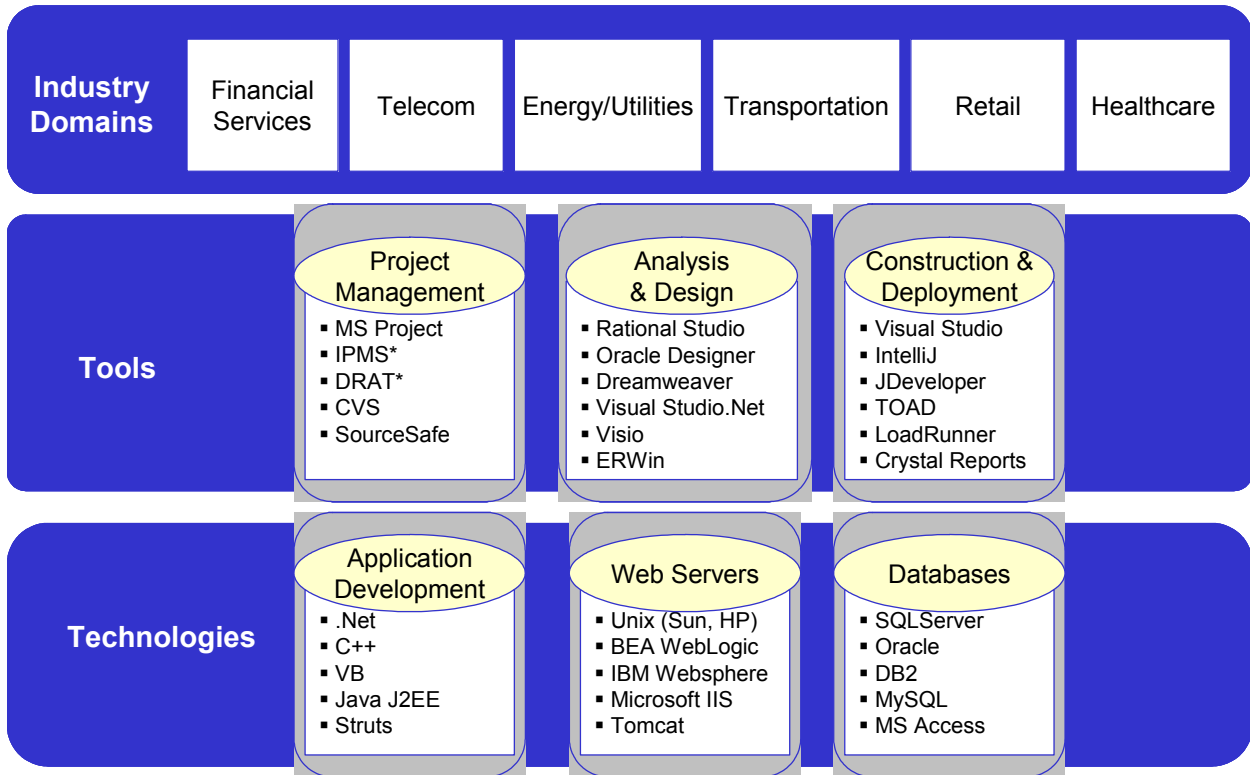 Industry
Domains
Financial
Services
Telecom
Energy/Utilities
Transportation
Retail
Healthcare
Tools
Project
Management
▪ MS Project
▪ IPMS*
▪ DRAT*
▪ CVS
▪ SourceSafe
Analysis
& Design
▪ Rational Studio
▪ Oracle Designer
▪ Dreamweaver
▪ Visual Studio.Net
▪ Visio
▪ ERWin
Construction &
Deployment
▪ Visual Studio
▪ IntelliJ
▪ JDeveloper
▪ TOAD
▪ LoadRunner
▪ Crystal Reports
Technologies
Application
Development
▪ .Net
▪ C++
▪ VB
▪ Java J2EE
▪ Struts
Web Servers
▪ Unix (Sun, HP)
▪ BEA WebLogic
▪ IBM Websphere
▪ Microsoft IIS
▪ Tomcat
Databases
▪ SQLServer
▪ Oracle
▪ DB2
▪ MySQL
▪ MS Access